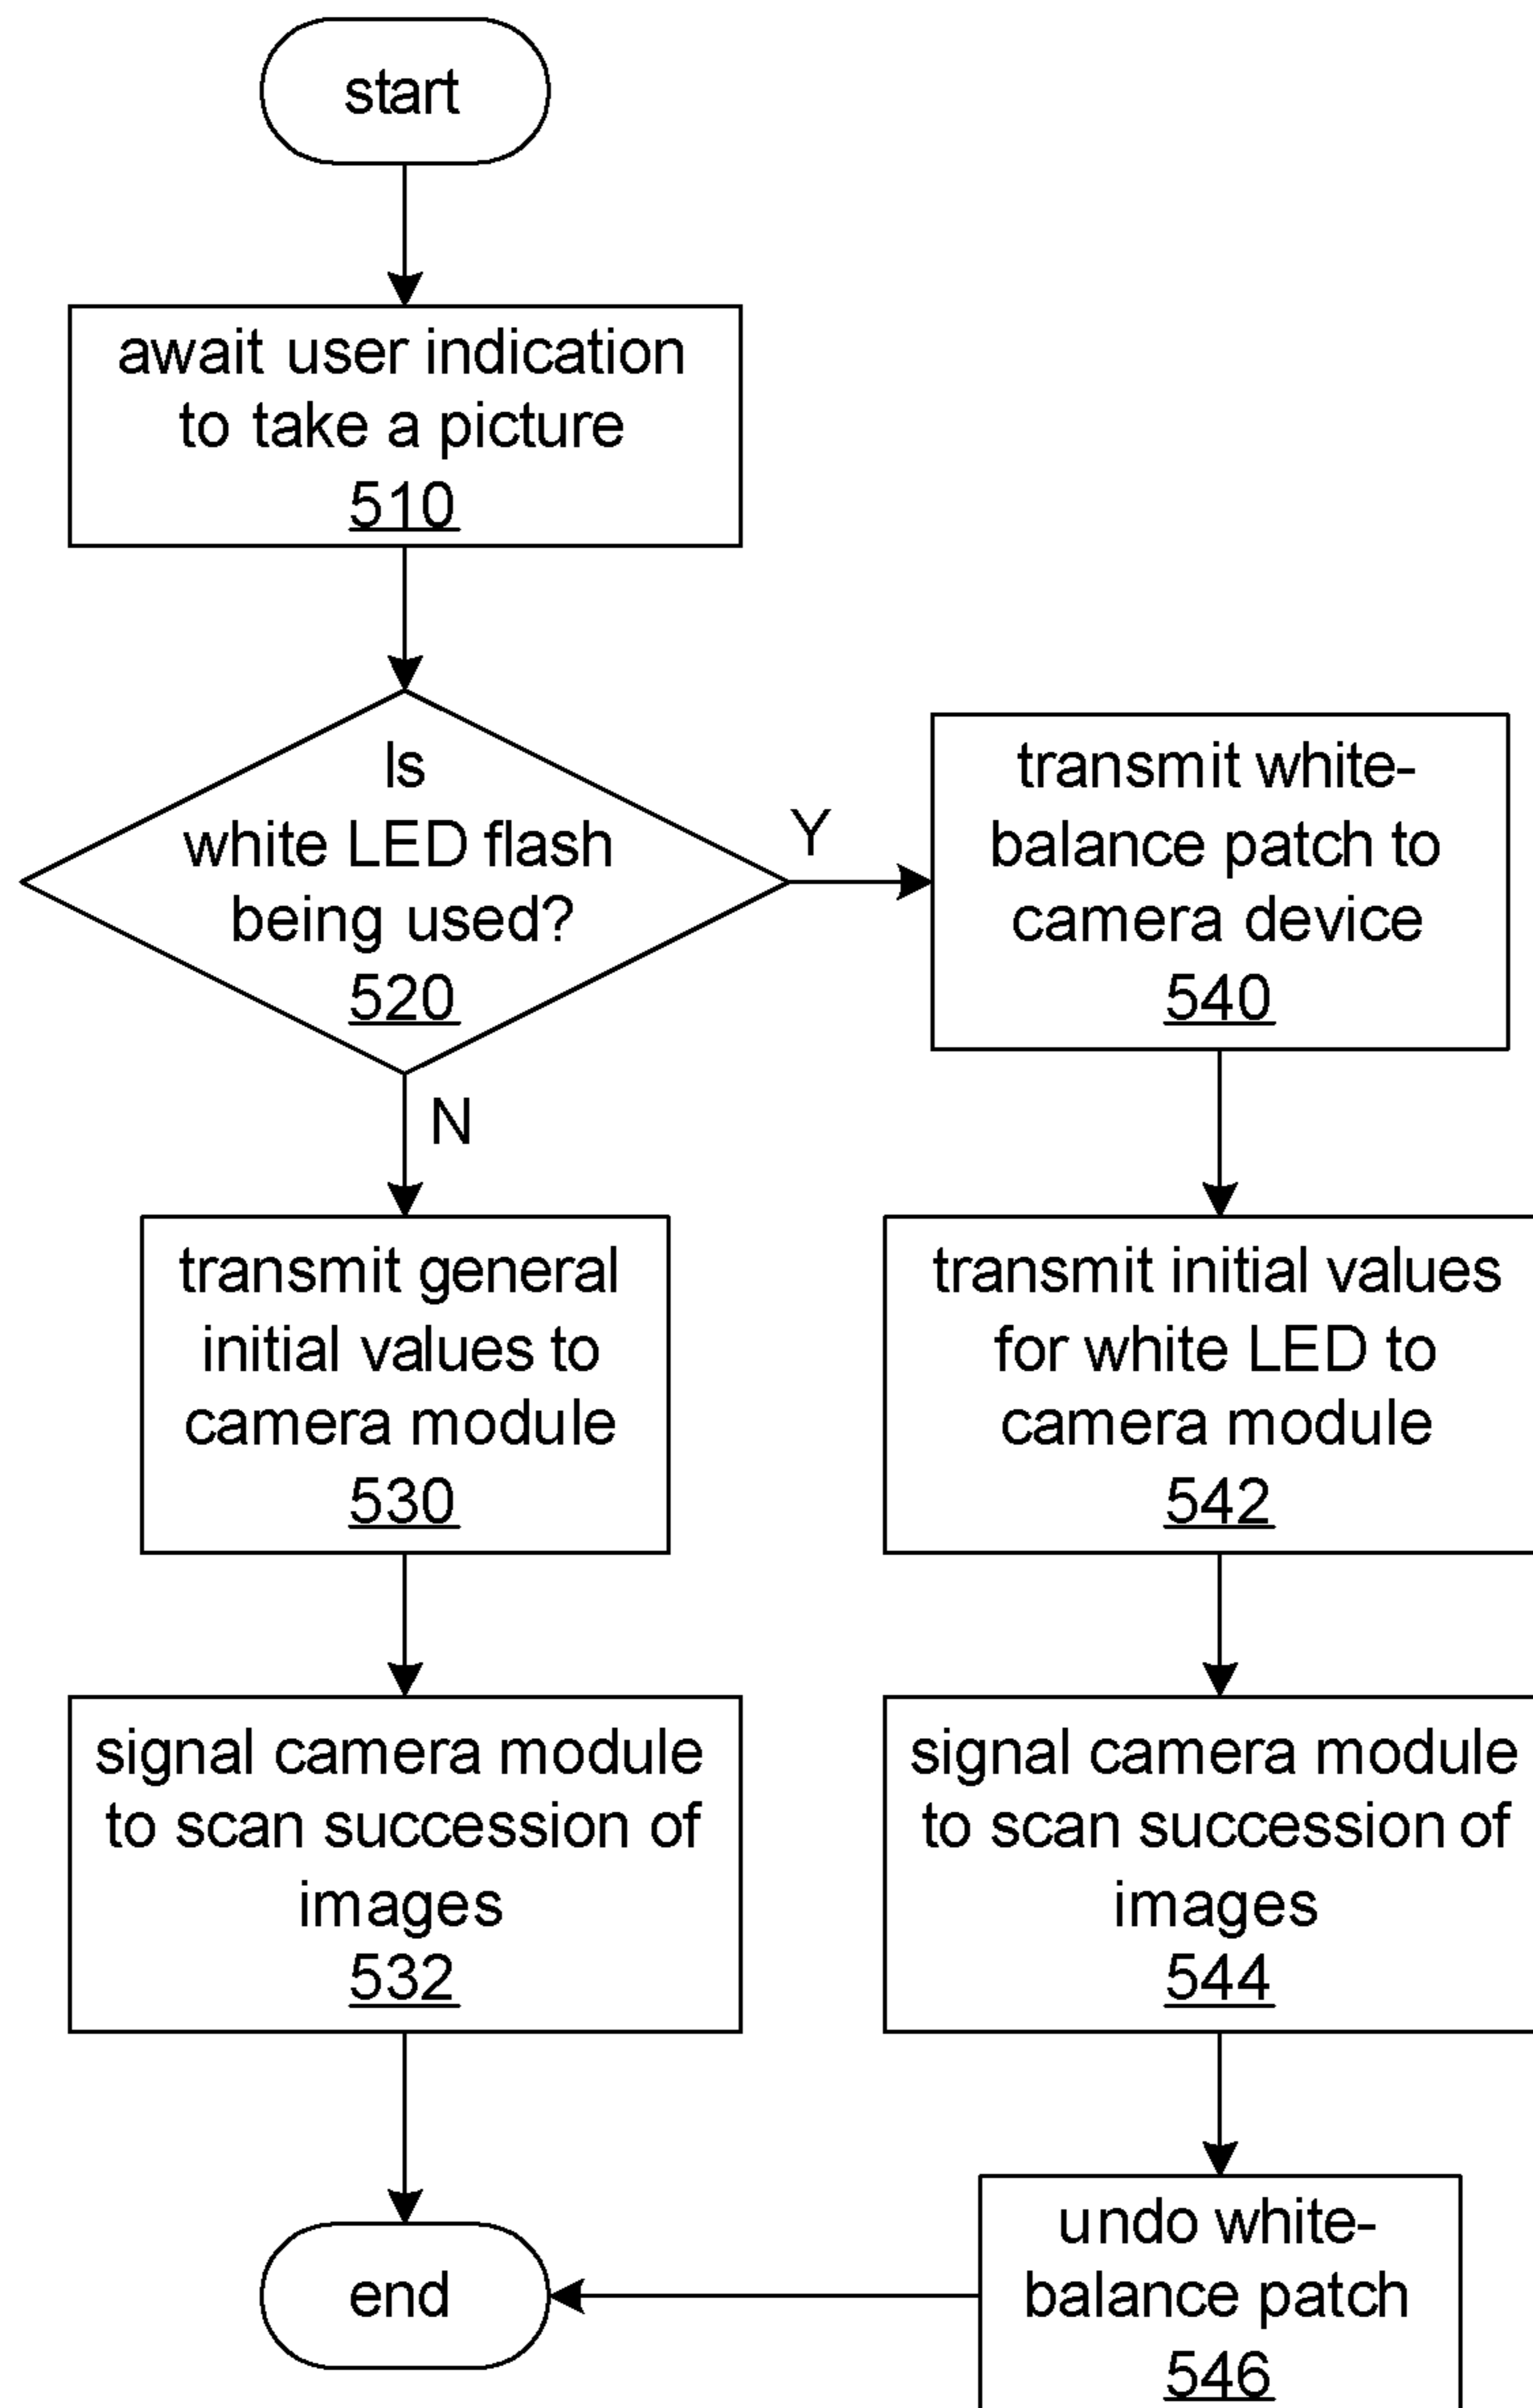 start
await user indication
to take a picture
510
Is
white LED flash
being used?
520
Y
N
transmit white-
balance patch to
camera device
540
transmit general
initial values to
camera module
530
transmit initial values
for white LED to
camera module
542
signal camera module
to scan succession of
images
532
signal camera module
to scan succession of
images
544
undo white-
balance patch
546
end